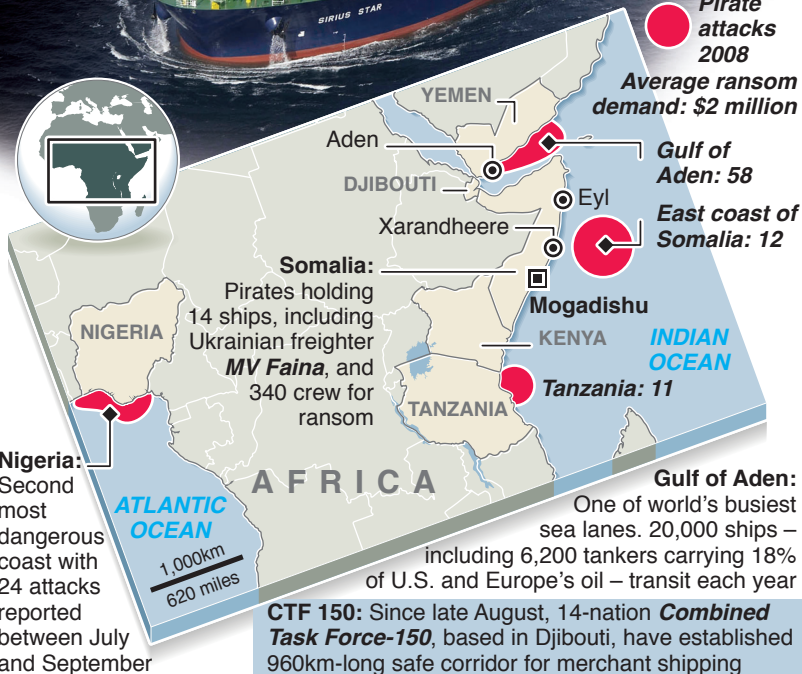 SIRIUS STAR
Pirate
attacks
2008
Average ransom
demand: $2 million
YEMEN
Aden
Gulf of
Aden: 58
DJIBOUTI
Eyl
East coast of
Somalia: 12
Xarandheere
Somalia:
Pirates holding
14 ships, including
Ukrainian freighter
MV Faina, and
340 crew for
ransom
Mogadishu
NIGERIA
KENYA
INDIAN
OCEAN
Tanzania: 11
TANZANIA
Nigeria:
Second
most
dangerous
coast with
24 attacks
reported
between July
and September
AFRICA
ATLANTIC
OCEAN
1,000km
620 miles
Gulf of Aden:
One of world's busiest
sea lanes. 20,000 ships –
including 6,200 tankers carrying 18%
of U.S. and Europe's oil – transit each year
CTF 150: Since late August, 14-nation Combined
Task Force-150, based in Djibouti, have established
960km-long safe corridor for merchant shipping